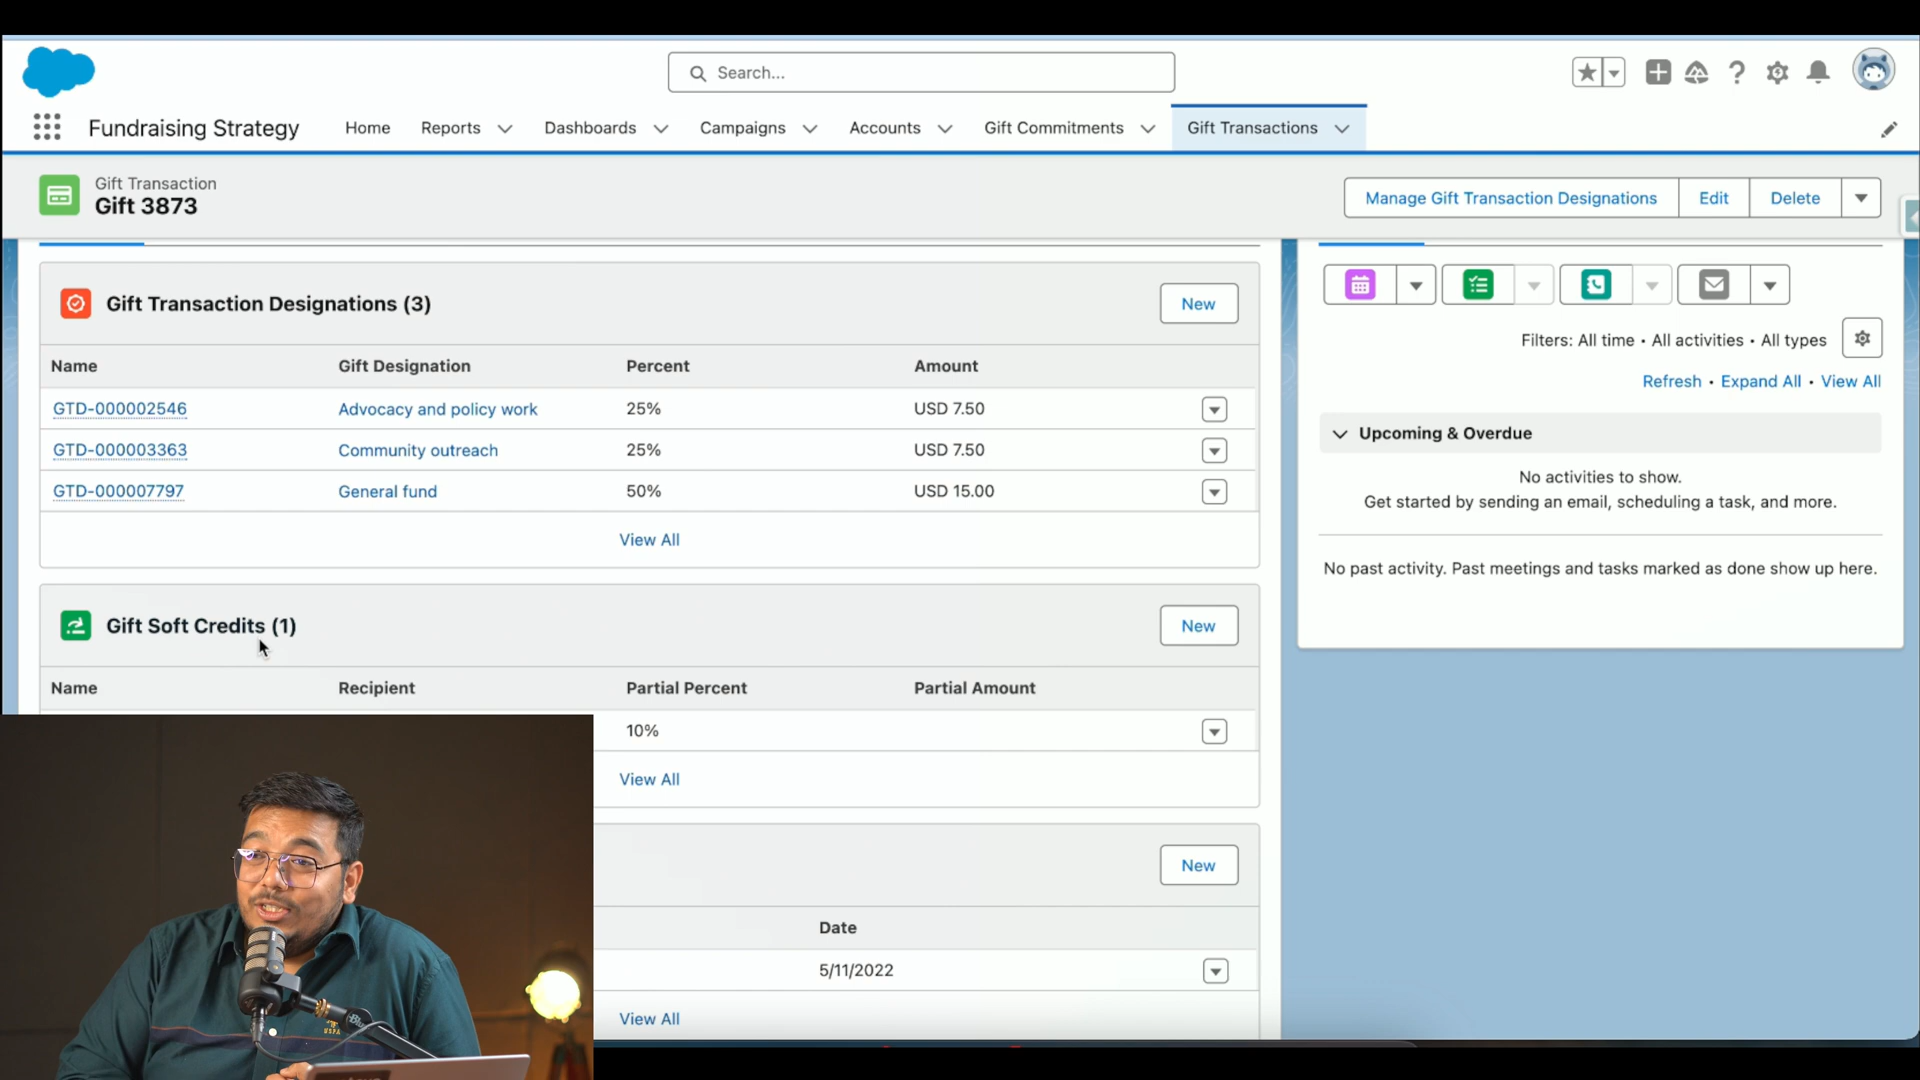 Search...
Fundraising Strategy
Home
Reports
Dashboards
Campaigns
Accounts
Gift Commitments
Gift Transactions
Gift Transaction
Gift 3873
Manage Gift Transaction Designations
Edit
Delete
Gift Transaction Designations (3)
New
Name Gift Designation Percent Amount
GTD-000002546 Advocacy and policy work 25% USD 7.50
GTD-000003363 Community outreach 25% USD 7.50
GTD-000007797 General fund 50% USD 15.00
View All
Gift Soft Credits (1)
New
Name Recipient Partial Percent Partial Amount
10%
View All
New
Date
5/11/2022
View All
Filters: All time • All activities • All types
Refresh • Expand All • View All
Upcoming & Overdue
No activities to show.
Get started by sending an email, scheduling a task, and more.
No past activity. Past meetings and tasks marked as done show up here.